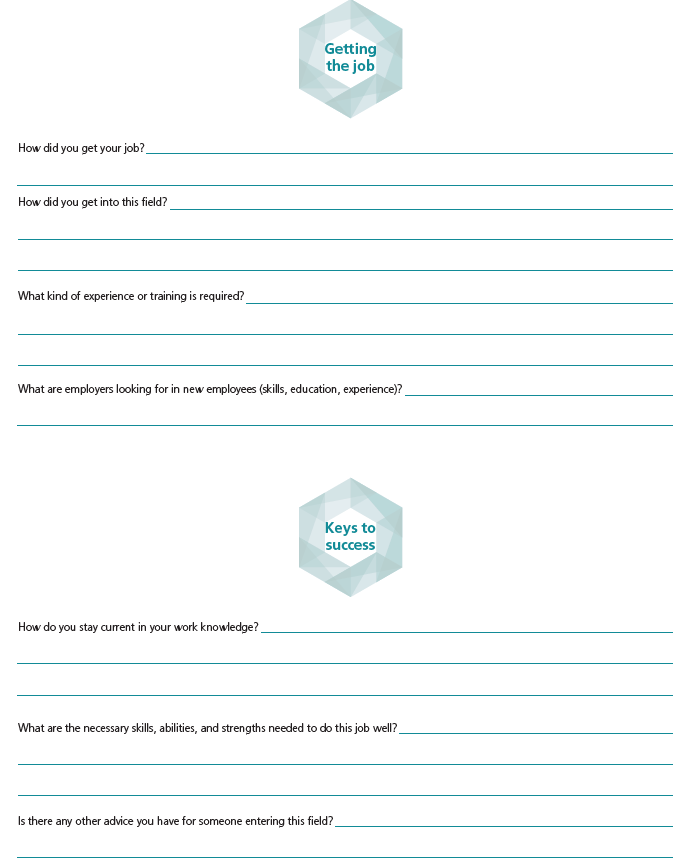 Getting
the job
How did you get your job?
How did you get into this field?
What kind of experience or training is required?
What are employers looking for in new employees (skills, education, experience)?
Keys to
success
How do you stay current in your work knowledge?
What are the necessary skills, abilities, and strengths needed to do this job well?
Is there any other advice you have for someone entering this field?